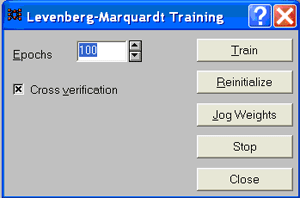 Levenberg-Marquardt Training
Epochs
100
Train
Cross verification
Reinitialize
Jog Weights
Stop
Close